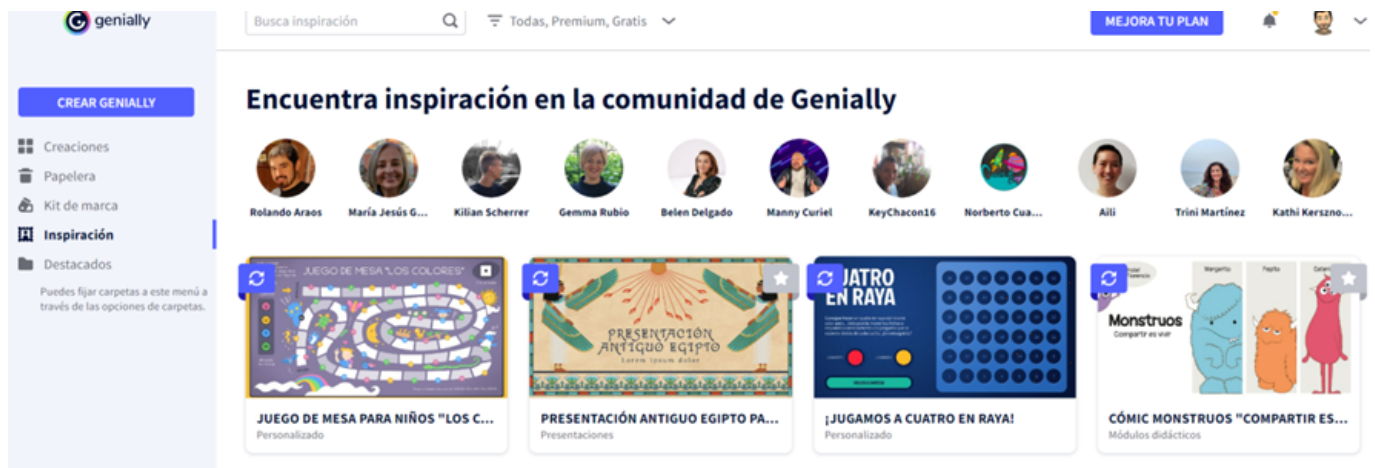 genially
Busca inspiración
Todas, Premium, Gratis
MEJORA TU PLAN
CREAR GENIALLY
Creaciones
Papelera
Kit de marca
Inspiración
Destacados
Puedes fijar carpetas a este menú a
través de las opciones de carpetas.
Encuentra inspiración en la comunidad de Genially
Rolando Araos
María Jesús G...
Kilian Scherrer
Gemma Rubio
Belen Delgado
Manny Curiel
KeyChacon16
Norberto Cua...
Aili
Trini Martínez
Kathi Kerszno...
JUEGO DE MESA "LOS COLORES"
PRESENTACIÓN
ANTIGUO EGIPTO
Lorem ipsum dolor
CUATRO
EN RAYA
Monstruos
Compartir es vivir
Margarita
Pepito
JUEGO DE MESA PARA NIÑOS "LOS C...
Personalizado
PRESENTACIÓN ANTIGUO EGIPTO PA...
Presentaciones
¡JUGAMOS A CUATRO EN RAYA!
Personalizado
CÓMIC MONSTRUOS "COMPARTIR ES...
Módulos didácticos